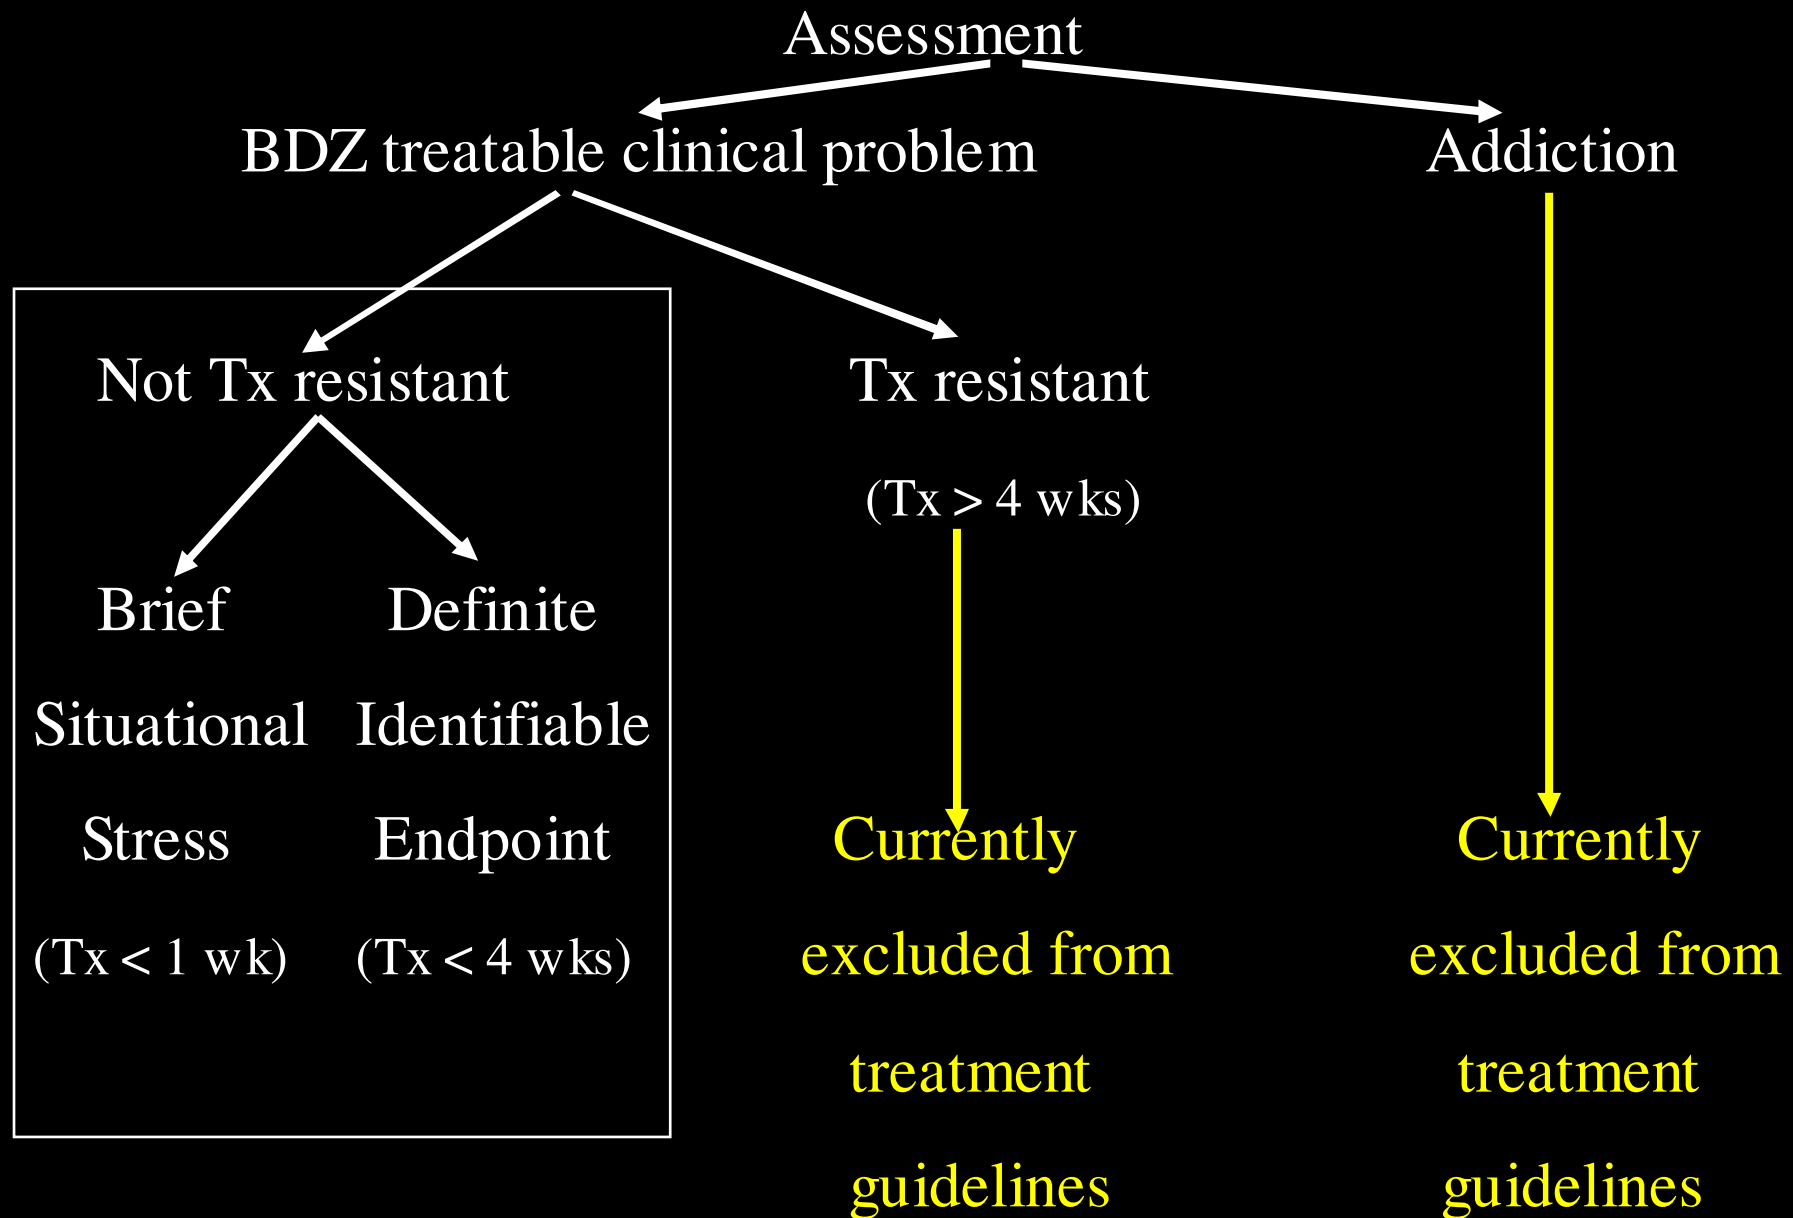 Assessment
BDZ treatable clinical problem
Addiction
Not Tx resistant
Tx resistant
(Tx > 4 wks)
Brief
Situational
Stress
(Tx < 1 wk)
Definite
Identifiable
Endpoint
(Tx < 4 wks)
Currently
excluded from
treatment
guidelines
Currently
excluded from
treatment
guidelines